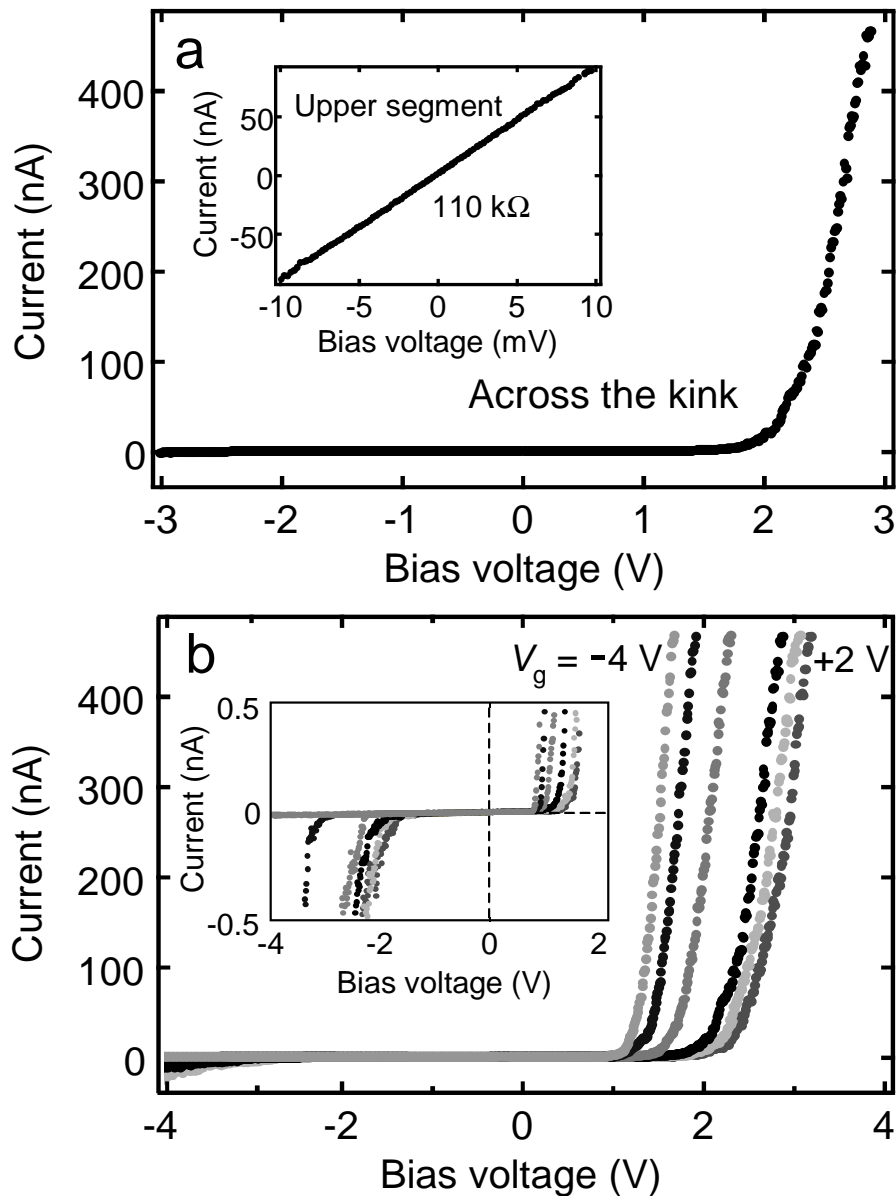 a
Upper segment
110 kΩ
50
0
-50
Current (nA)
-10
-5
0
5
10
Bias voltage (mV)
Across the kink
400
300
200
100
0
Current (nA)
-3
-2
-1
0
1
2
3
Bias voltage (V)
b
Vg = -4 V
+2 V
0.5
0
-0.5
Current (nA)
-4
-2
0
2
Bias voltage (V)
400
300
200
100
0
Current (nA)
-4
-2
0
2
4
Bias voltage (V)